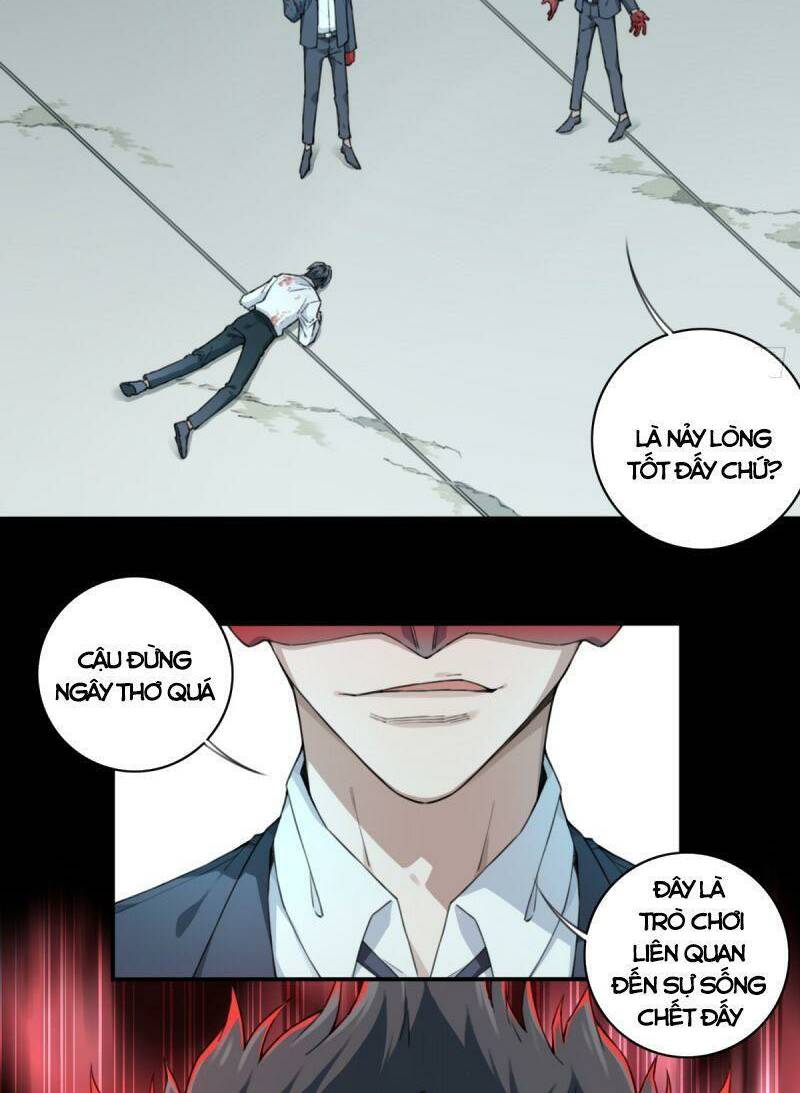 LÀ NẢY LÒNG
TỐT ĐẤY CHỨ?
CẬU ĐỪNG
NGÂY THƠ QUÁ
ĐÂY LÀ
TRÒ CHƠI
LIÊN QUAN
ĐẾN SỰ SỐNG
CHẾT ĐẤY